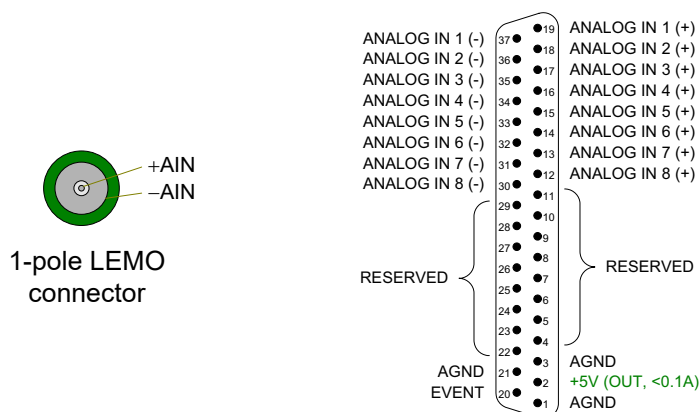 +AIN
−AIN
1-pole LEMO
connector
ANALOG IN 1 (-) 37 19 ANALOG IN 1 (+)
ANALOG IN 2 (-) 36 18 ANALOG IN 2 (+)
ANALOG IN 3 (-) 35 17 ANALOG IN 3 (+)
ANALOG IN 4 (-) 34 16 ANALOG IN 4 (+)
ANALOG IN 5 (-) 33 15 ANALOG IN 5 (+)
ANALOG IN 6 (-) 32 14 ANALOG IN 6 (+)
ANALOG IN 7 (-) 31 13 ANALOG IN 7 (+)
ANALOG IN 8 (-) 30 12 ANALOG IN 8 (+)
29 11
28 10
27 9
RESERVED 26 8 RESERVED
25 7
24 6
23 5
22 4
AGND 21 3 AGND
EVENT 20 2 +5V (OUT, <0.1A)
1 AGND